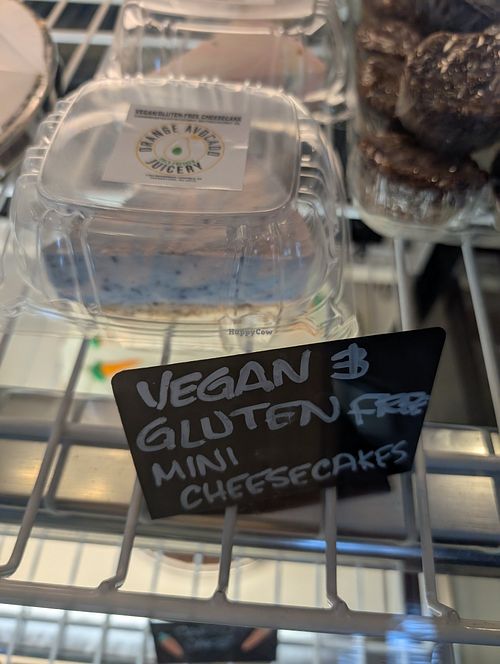 VEGAN/GLUTEN FREE CHEESECAKE
ORANGE AVOCADO
JUICERY
HappyCow
VEGAN &
GLUTEN FREE
MINI
CHEESECAKES